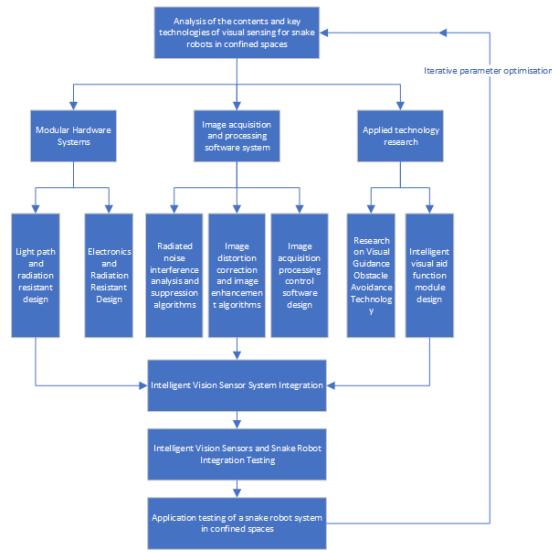 Analysis of the contents and key
technologies of visual sensing for snake
robots in confined spaces
Iterative parameter optimisation
Modular Hardware
Systems
Image acquisition
and processing
software system
Applied technology
research
Light path
and
radiation
resistant
design
Electronics
and
Radiation
Resistant
Design
Radiated
noise
interference
analysis and
suppression
algorithms
Image
distortion
correction
and image
enhancemen
t algorithms
Image
acquisition
processing
control
software
design
Research
on Visual
Guidance
Obstacle
Avoidance
Technolog
y
Intelligent
visual aid
function
module
design
Intelligent Vision Sensor System Integration
Intelligent Vision Sensors and Snake Robot
Integration Testing
Application testing of a snake robot system
in confined spaces